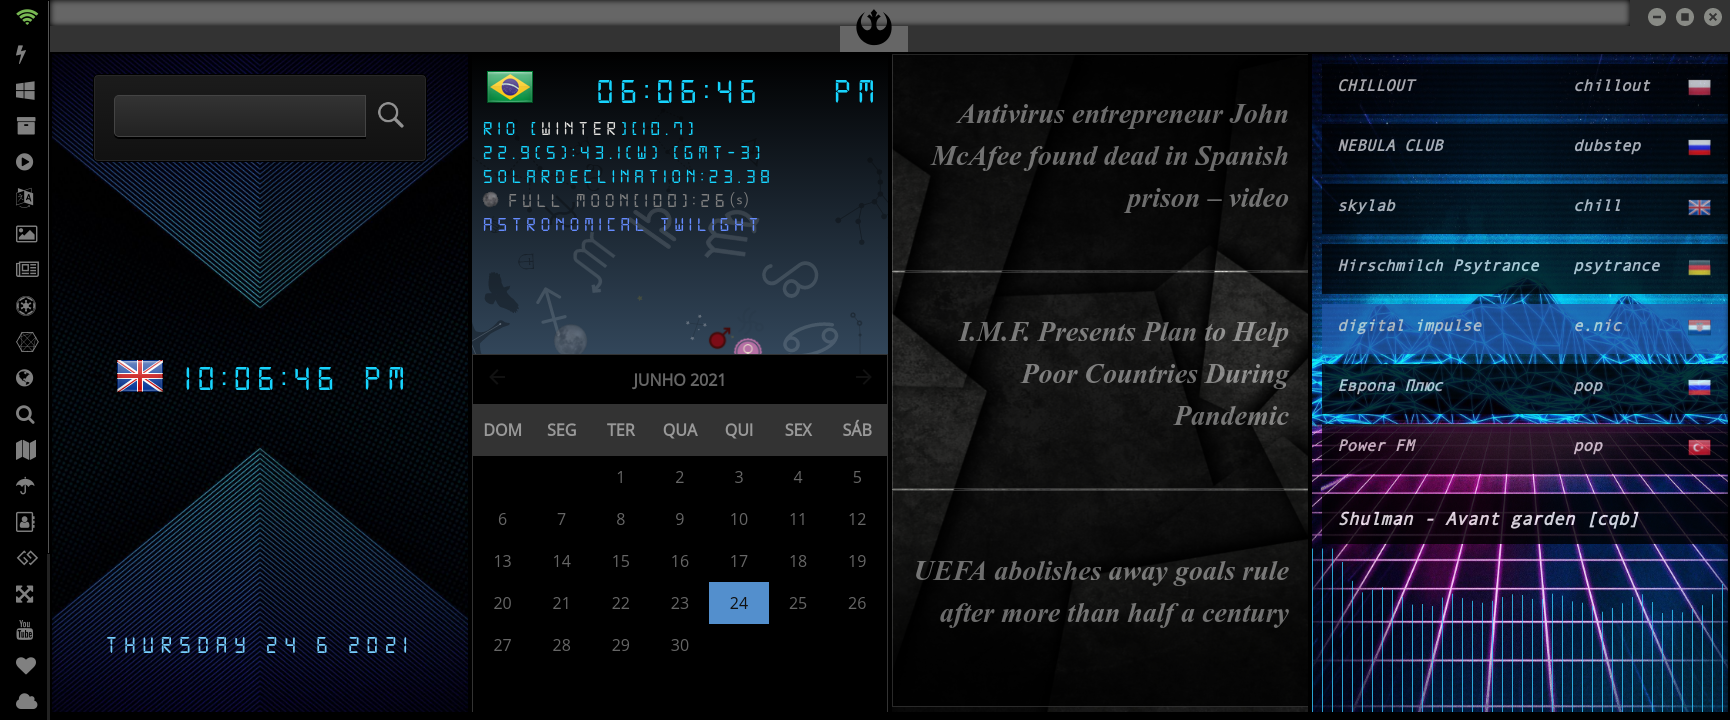 10:06:46 PM
THURSDAY 24 6 2021
06:06:46 PM
RIO (WINTER)(10.7)
22.9(S):43.1(W) (GMT-3)
SOLARDECLINATION:23.38
FULL MOON(100):26(s)
ASTRONOMICAL TWILIGHT
JUNHO 2021
DOM SEG TER QUA QUI SEX SÁB
1 2 3 4 5
6 7 8 9 10 11 12
13 14 15 16 17 18 19
20 21 22 23 24 25 26
27 28 29 30
Antivirus entrepreneur John
McAfee found dead in Spanish
prison – video
I.M.F. Presents Plan to Help
Poor Countries During
Pandemic
UEFA abolishes away goals rule
after more than half a century
CHILLOUT chillout
NEBULA CLUB dubstep
skylab chill
Hirschmilch Psytrance psytrance
digital impulse e.nic
Европа Плюс pop
Power FM pop
Shulman - Avant garden [cqb]
You
Tube